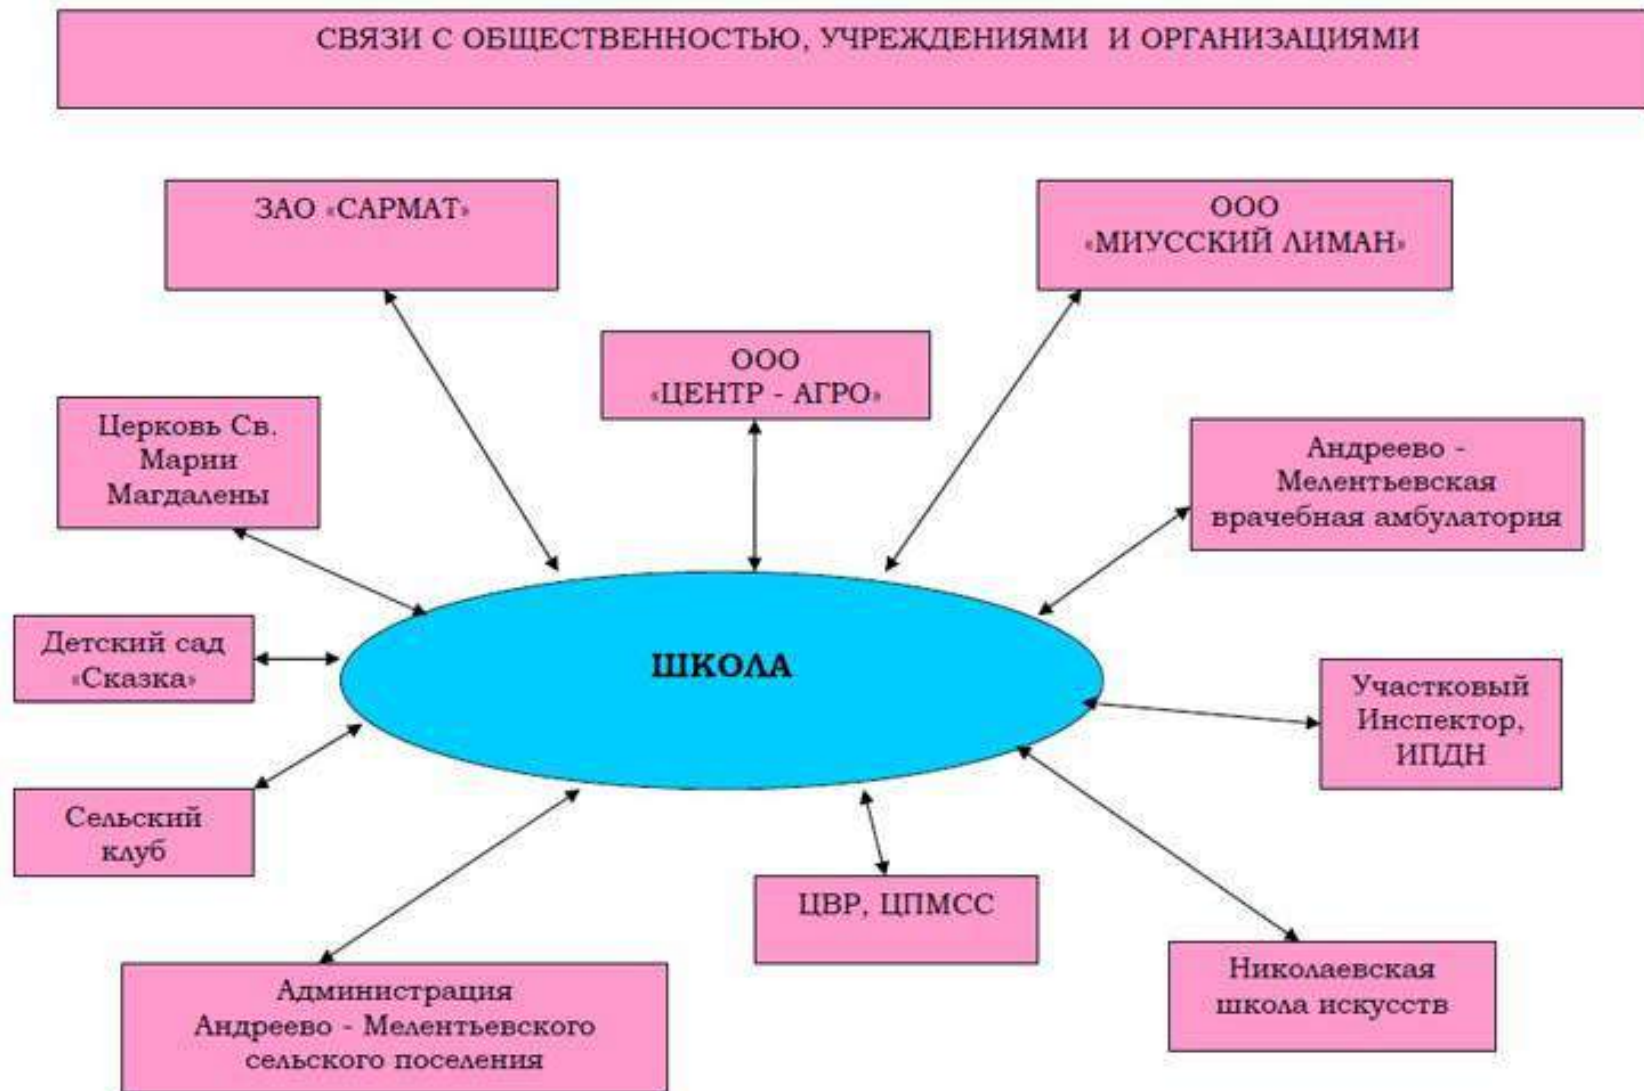 СВЯЗИ С ОБЩЕСТВЕННОСТЬЮ, УЧРЕЖДЕНИЯМИ И ОРГАНИЗАЦИЯМИ
ЗАО «САРМАТ»
ООО
«МИУССКИЙ ЛИМАН»
ООО
«ЦЕНТР - АГРО»
Церковь Св.
Марии
Магдалены
Андреево -
Мелентьевская
врачебная амбулатория
Детский сад
«Сказка»
ШКОЛА
Участковый
Инспектор,
ИПДН
Сельский
клуб
ЦВР, ЦПМСС
Администрация
Андреево - Мелентьевского
сельского поселения
Николаевская
школа искусств